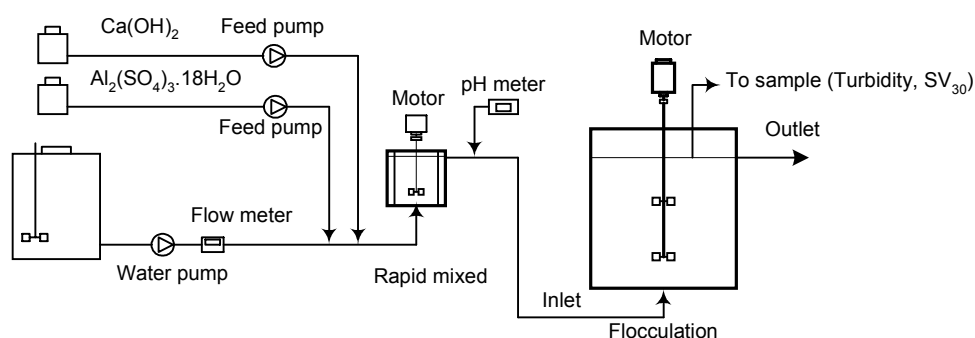 Ca(OH)₂
Feed pump
Al₂(SO₄)₃.18H₂O
Feed pump
Motor
pH meter
Motor
To sample (Turbidity, SV₃₀)
Outlet
Flow meter
Water pump
Rapid mixed
Inlet
Flocculation